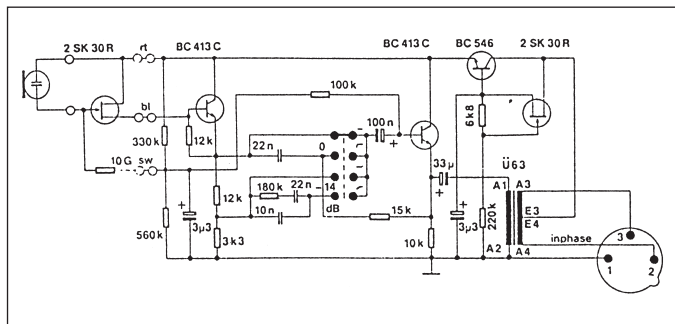 2 SK 30R
rt
BC 413 C
BC 413 C
BC 546
2 SK 30R
100k
bl
100n
+
330k
12k
0
22n
6k8
10G
sw
33µ
+
Ü63
A1
A3
12k
180k
22n
-14
dB
+
3µ3
10n
15k
+
3µ3
220k
E3
E4
3
560k
3k3
10k
A2
A4
inphase
1
2